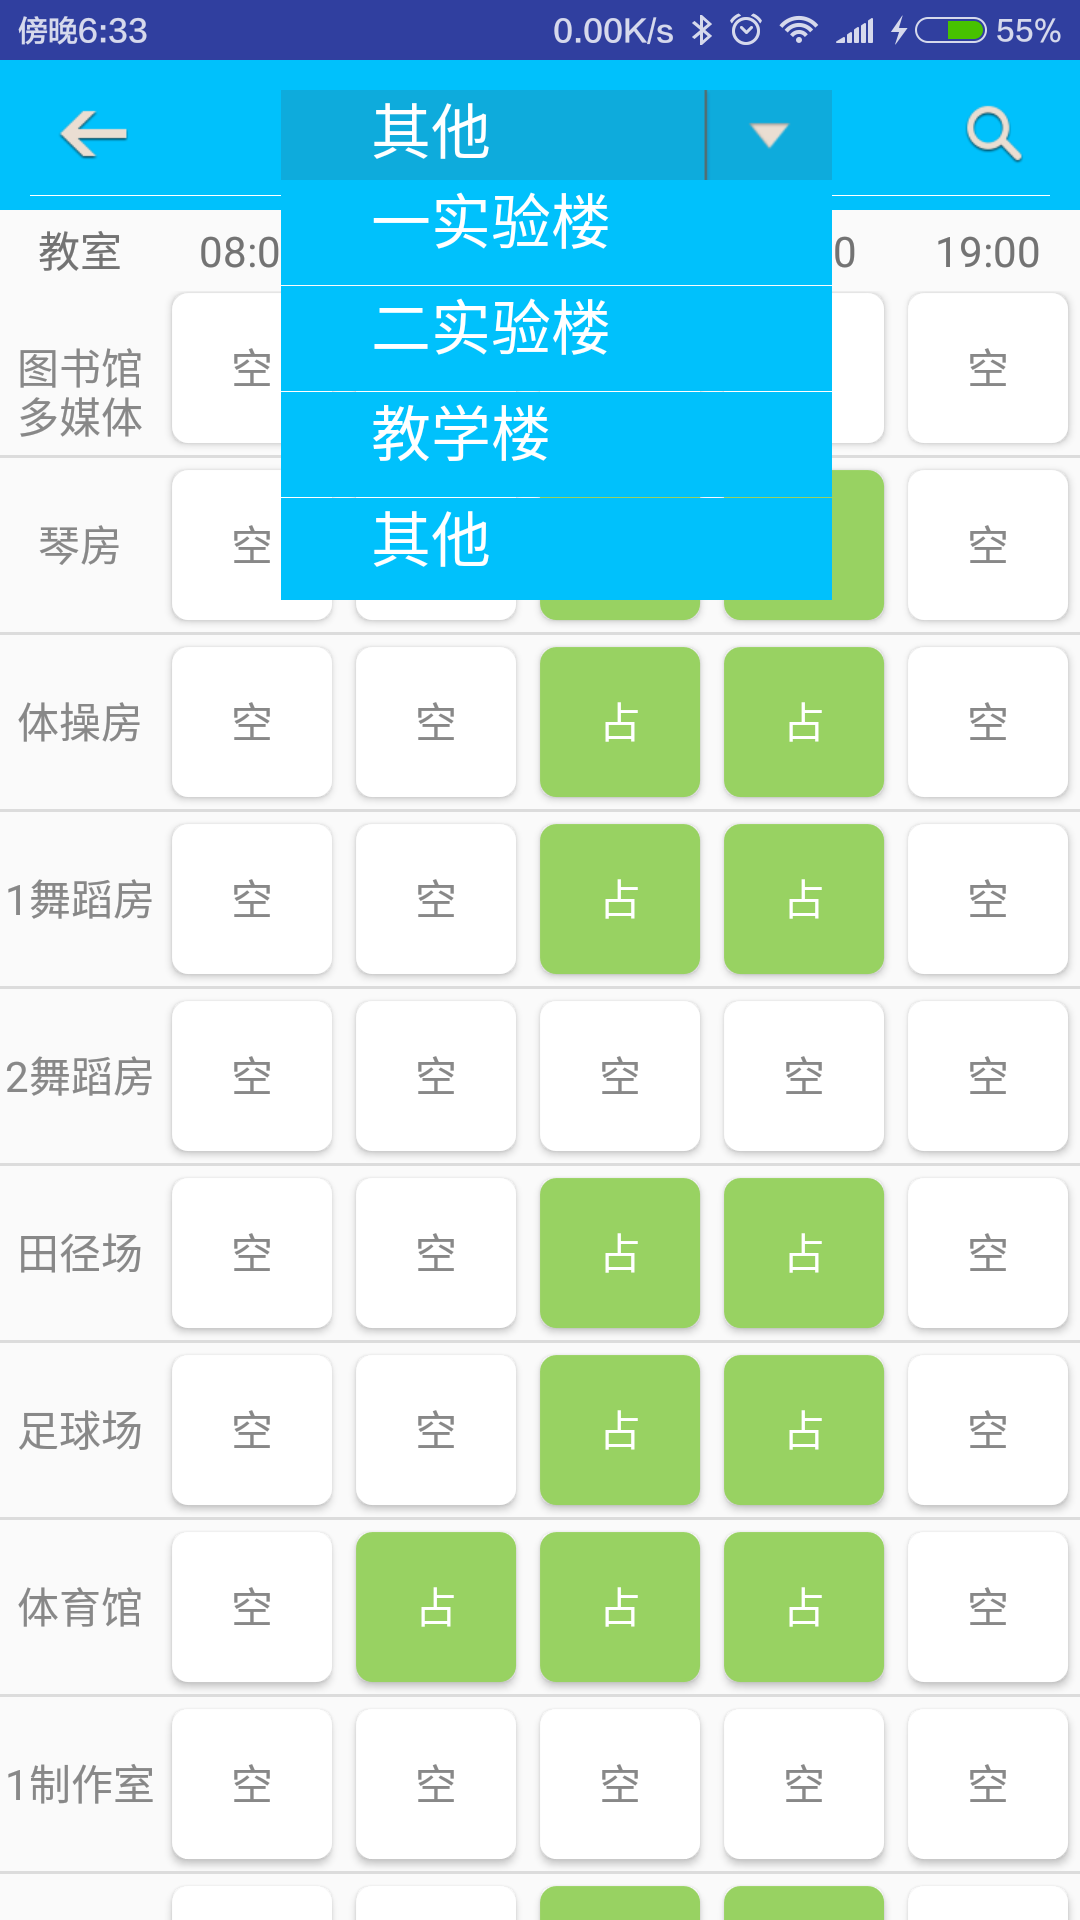 傍晚6:33 0.00K/s 55%
其他
一实验楼
二实验楼
教学楼
其他
教室 08:0 0 19:00
图书馆多媒体 空 空
琴房 空 空
体操房 空 空 占 占 空
1舞蹈房 空 空 占 占 空
2舞蹈房 空 空 空 空 空
田径场 空 空 占 占 空
足球场 空 空 占 占 空
体育馆 空 占 占 占 空
1制作室 空 空 空 空 空